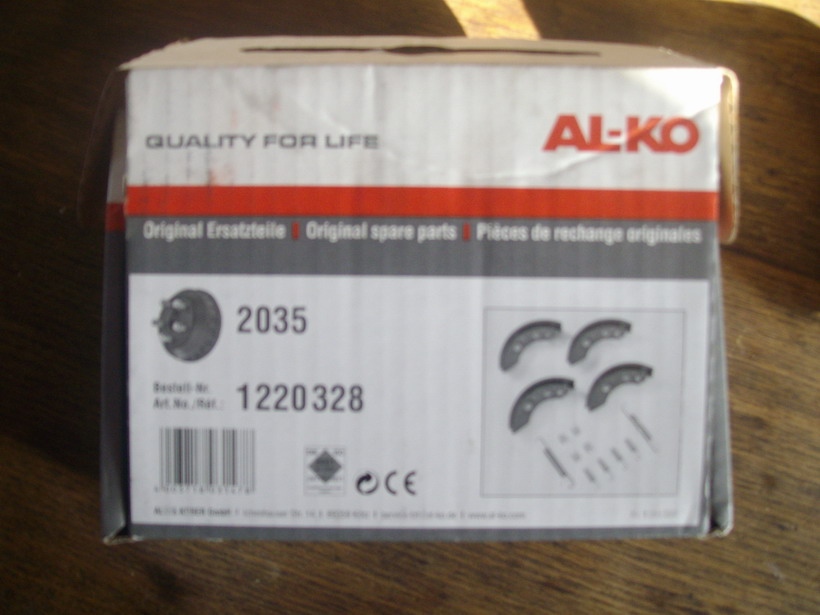 QUALITY FOR LIFE
AL-KO
Original Ersatzteile | Original spare parts | Pièces de rechange originales
2035
Bestell-Nr.
Art.No./Réf.: 1220328
CE